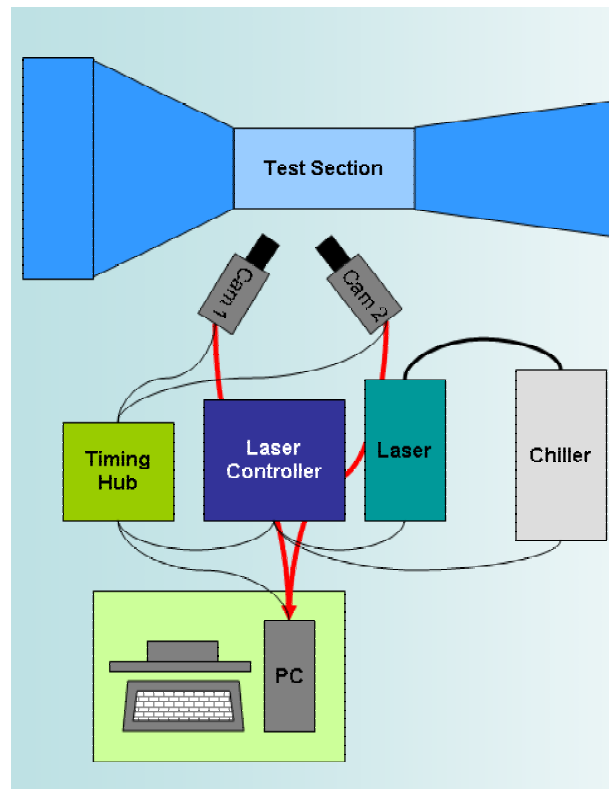 Test Section
Cam 1
Cam 2
Timing
Hub
Laser
Controller
Laser
Chiller
PC